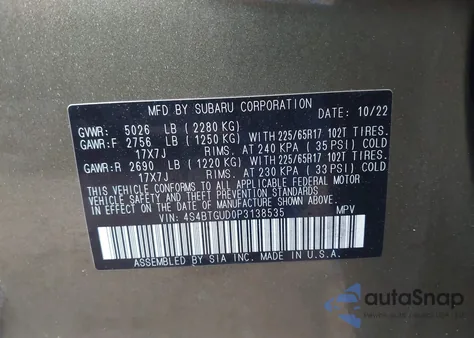 MFD BY SUBARU CORPORATION
DATE: 10/22
GVWR: 5026 LB (2280 KG)
GAWR:F 2756 LB (1250 KG) WITH 225/65R17 102T TIRES.
17X7J RIMS. AT 240 KPA (35 PSI) COLD
GAWR:R 2690 LB (1220 KG) WITH 225/65R17 102T TIRES.
17X7J RIMS. AT 230 KPA (33 PSI) COLD
THIS VEHICLE CONFORMS TO ALL APPLICABLE FEDERAL MOTOR
VEHICLE SAFETY, BUMPER, AND THEFT PREVENTION STANDARDS
IN EFFECT ON THE DATE OF MANUFACTURE SHOWN ABOVE.
VIN: 4S4BTGUD0P3138535 MPV
ASSEMBLED BY SIA INC. MADE IN U.S.A.
autoSnap